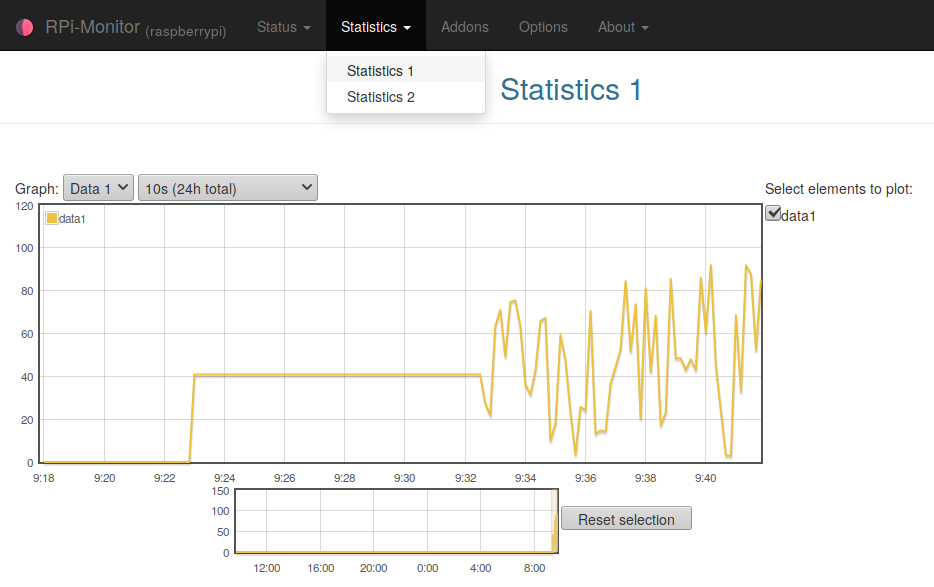 RPi-Monitor (raspberrypi) Status Statistics Addons Options About
Statistics 1
Statistics 2
Statistics 1
Graph: Data 1 10s (24h total)
Select elements to plot:
data1
data1
120
100
80
60
40
20
0
9:18 9:20 9:22 9:24 9:26 9:28 9:30 9:32 9:34 9:36 9:38 9:40
150
100
50
0
12:00 16:00 20:00 0:00 4:00 8:00
Reset selection